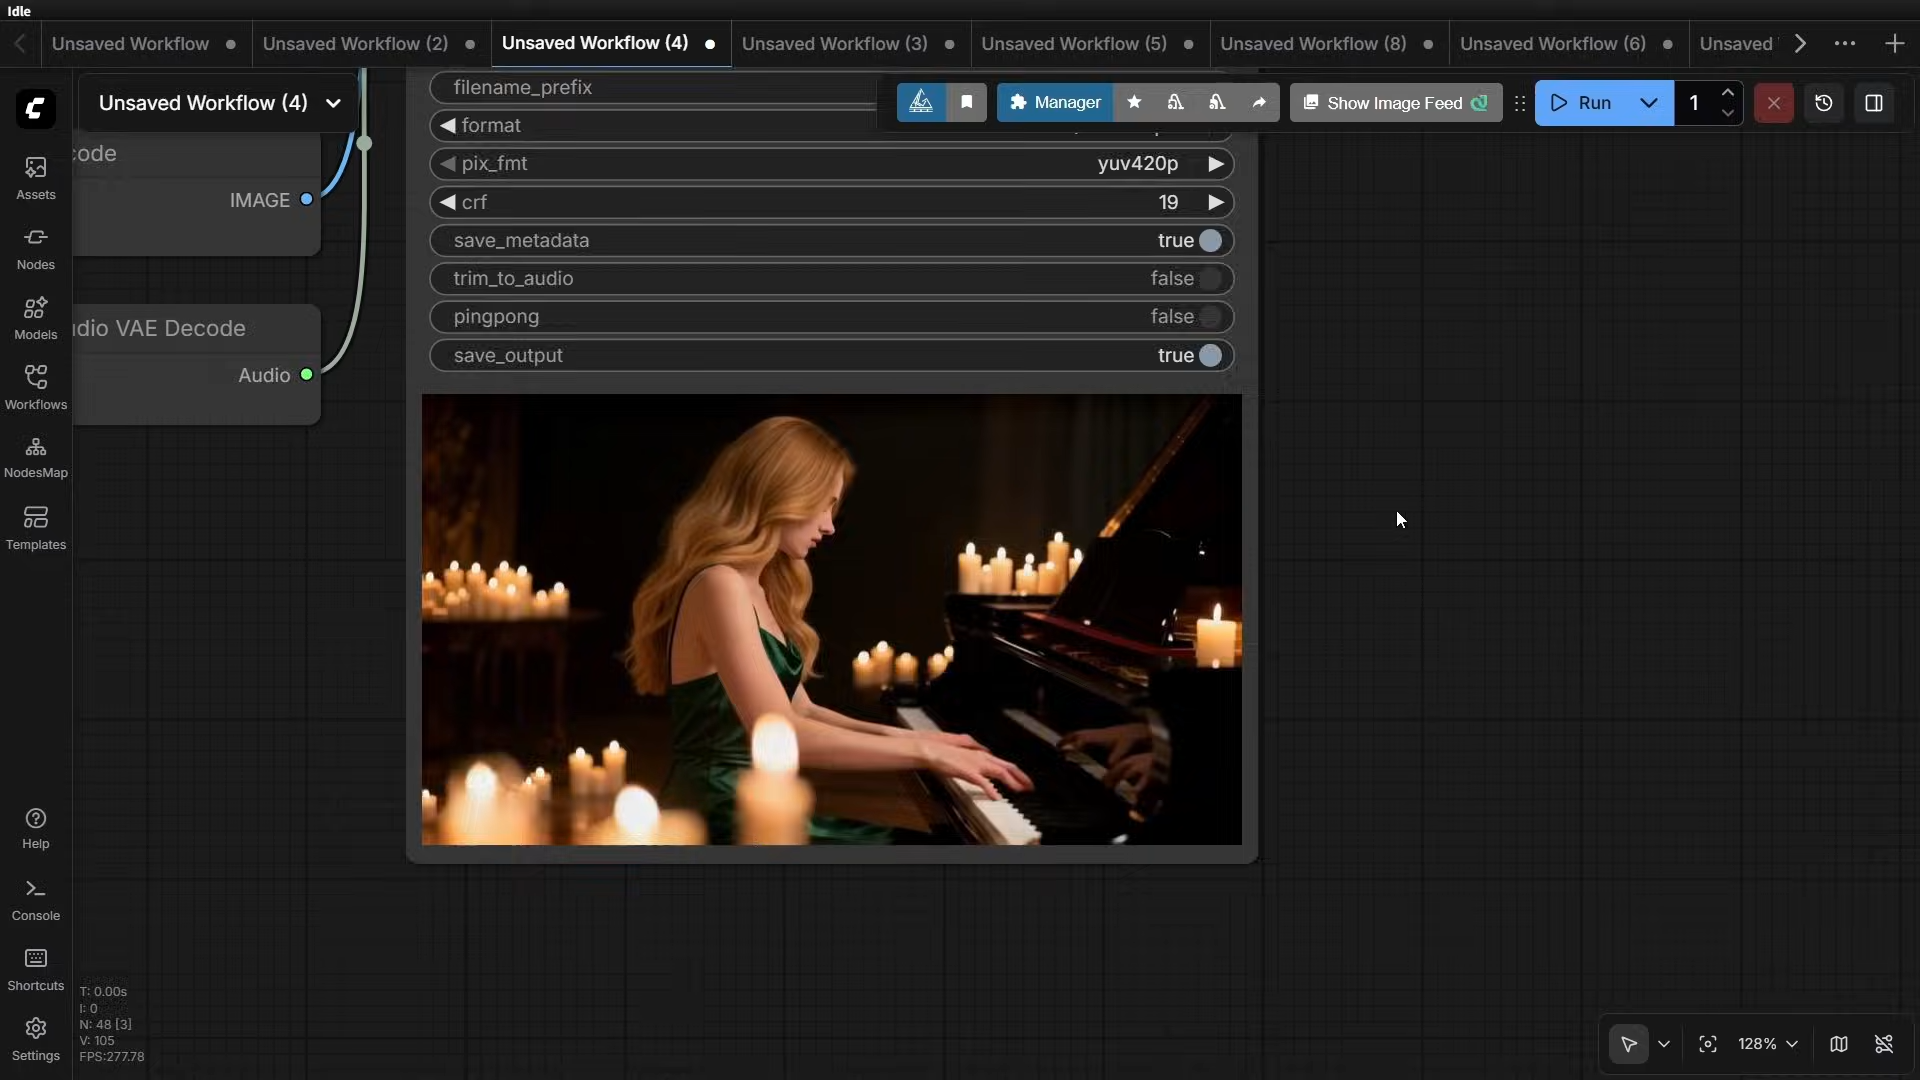 Idle
Unsaved Workflow
Unsaved Workflow (2)
Unsaved Workflow (4)
Unsaved Workflow (3)
Unsaved Workflow (5)
Unsaved Workflow (8)
Unsaved Workflow (6)
Unsaved
Unsaved Workflow (4)
filename_prefix
Manager
Show Image Feed
Run
1
format
code
pix_fmt
yuv420p
Assets
IMAGE
crf
19
save_metadata
true
Nodes
trim_to_audio
false
pingpong
false
Models
udio VAE Decode
save_output
true
Audio
Workflows
NodesMap
Templates
Help
Console
Shortcuts
T: 0.00s
I: 0
N: 48 [3]
V: 105
FPS:277.78
Settings
128%